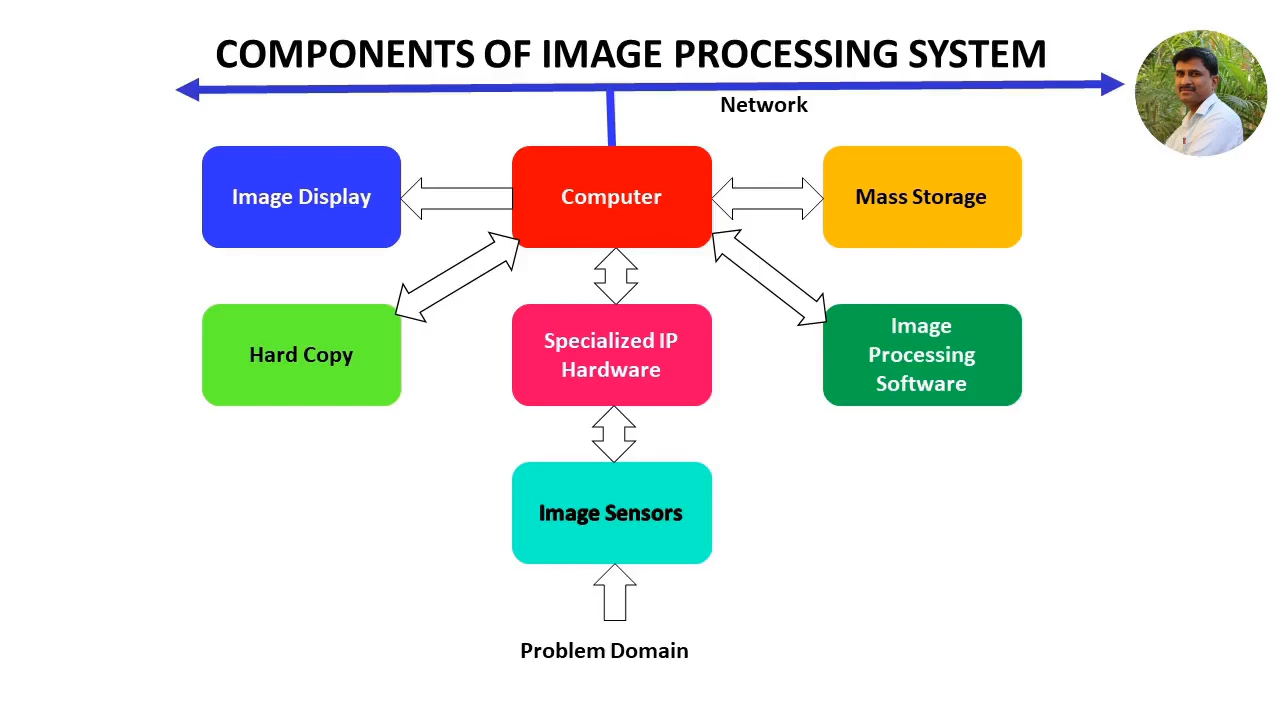 COMPONENTS OF IMAGE PROCESSING SYSTEM
Network
Image Display
Computer
Mass Storage
Hard Copy
Specialized IP
Hardware
Image
Processing
Software
Image Sensors
Problem Domain